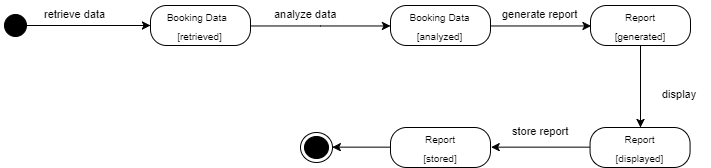 retrieve data
Booking Data
[retrieved]
analyze data
Booking Data
[analyzed]
generate report
Report
[generated]
display
Report
[displayed]
store report
Report
[stored]